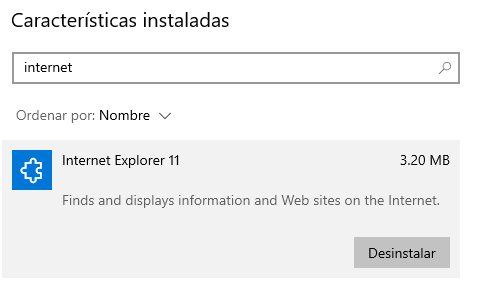 Características instaladas
internet
Ordenar por: Nombre
Internet Explorer 11 3.20 MB
Finds and displays information and Web sites on the Internet.
Desinstalar